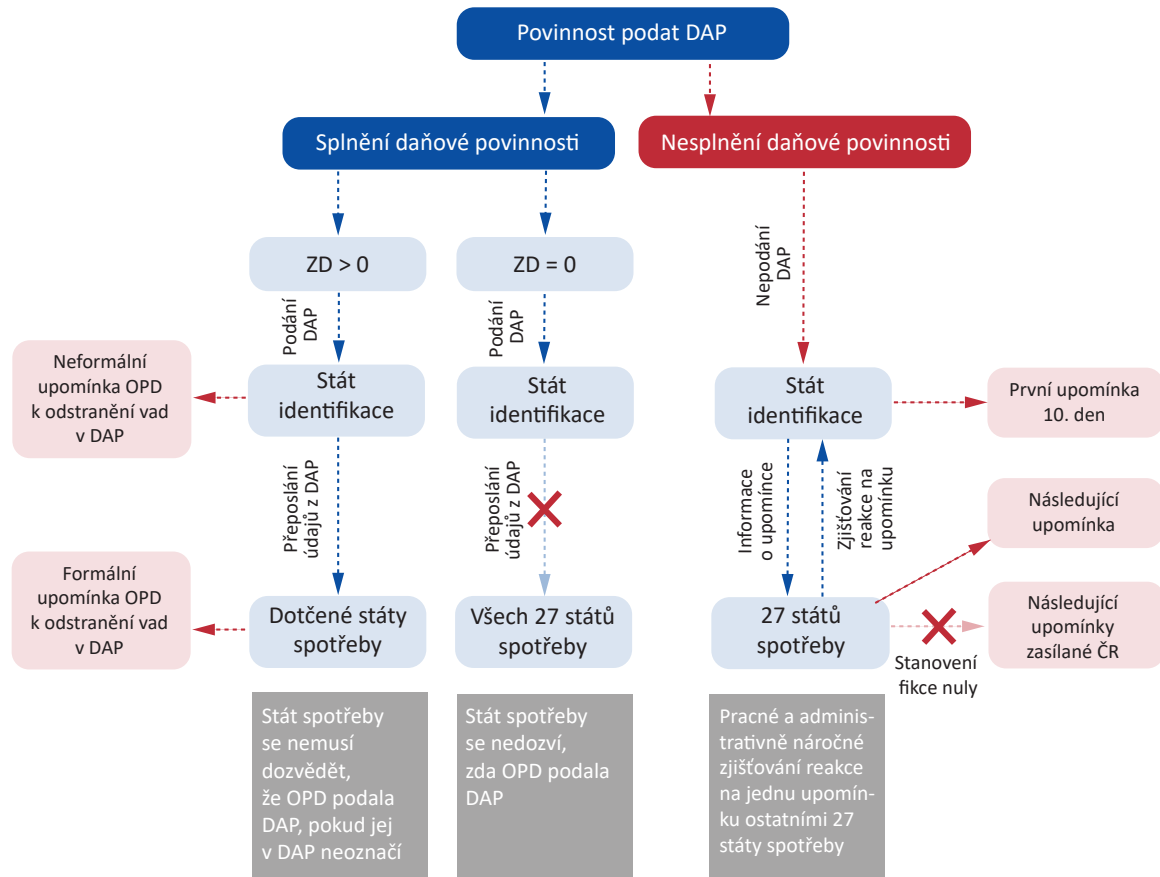 Povinnost podat DAP
Splnění daňové povinnosti
Nesplnění daňové povinnosti
ZD > 0
ZD = 0
Nepodání
DAP
Podání
DAP
Podání
DAP
Neformální
upomínka OPD
k odstranění vad
v DAP
Stát
identifikace
Stát
identifikace
Stát
identifikace
První upomínka
10. den
Přeposlání
údajů z DAP
Přeposlání
údajů z DAP
Informace
o upomínce
Zjišťování
reakce na
upomínku
Následující
upomínka
Formální
upomínka OPD
k odstranění vad
v DAP
Dotčené státy
spotřeby
Všech 27 států
spotřeby
27 států
spotřeby
Stanovení
fikce nuly
Následující
upomínky
zasílané ČR
Stát spotřeby
se nemusí
dozvědět,
že OPD podala
DAP, pokud jej
v DAP neoznačí
Stát spotřeby
se nedozví,
zda OPD podala
DAP
Pracné a adminis-
trativně náročné
zjišťování reakce
na jednu upomín-
ku ostatními 27
státy spotřeby